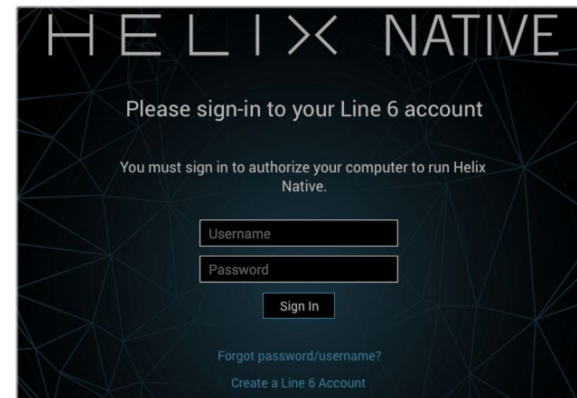 HELIX NATIVE
Please sign-in to your Line 6 account
You must sign in to authorize your computer to run Helix
Native.
Username
Password
Sign In
Forgot password/username?
Create a Line 6 Account